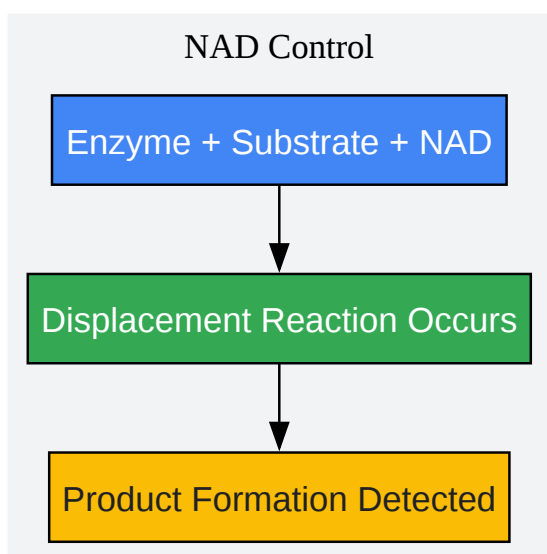 NAD Control
Enzyme + Substrate + NAD
Displacement Reaction Occurs
Product Formation Detected